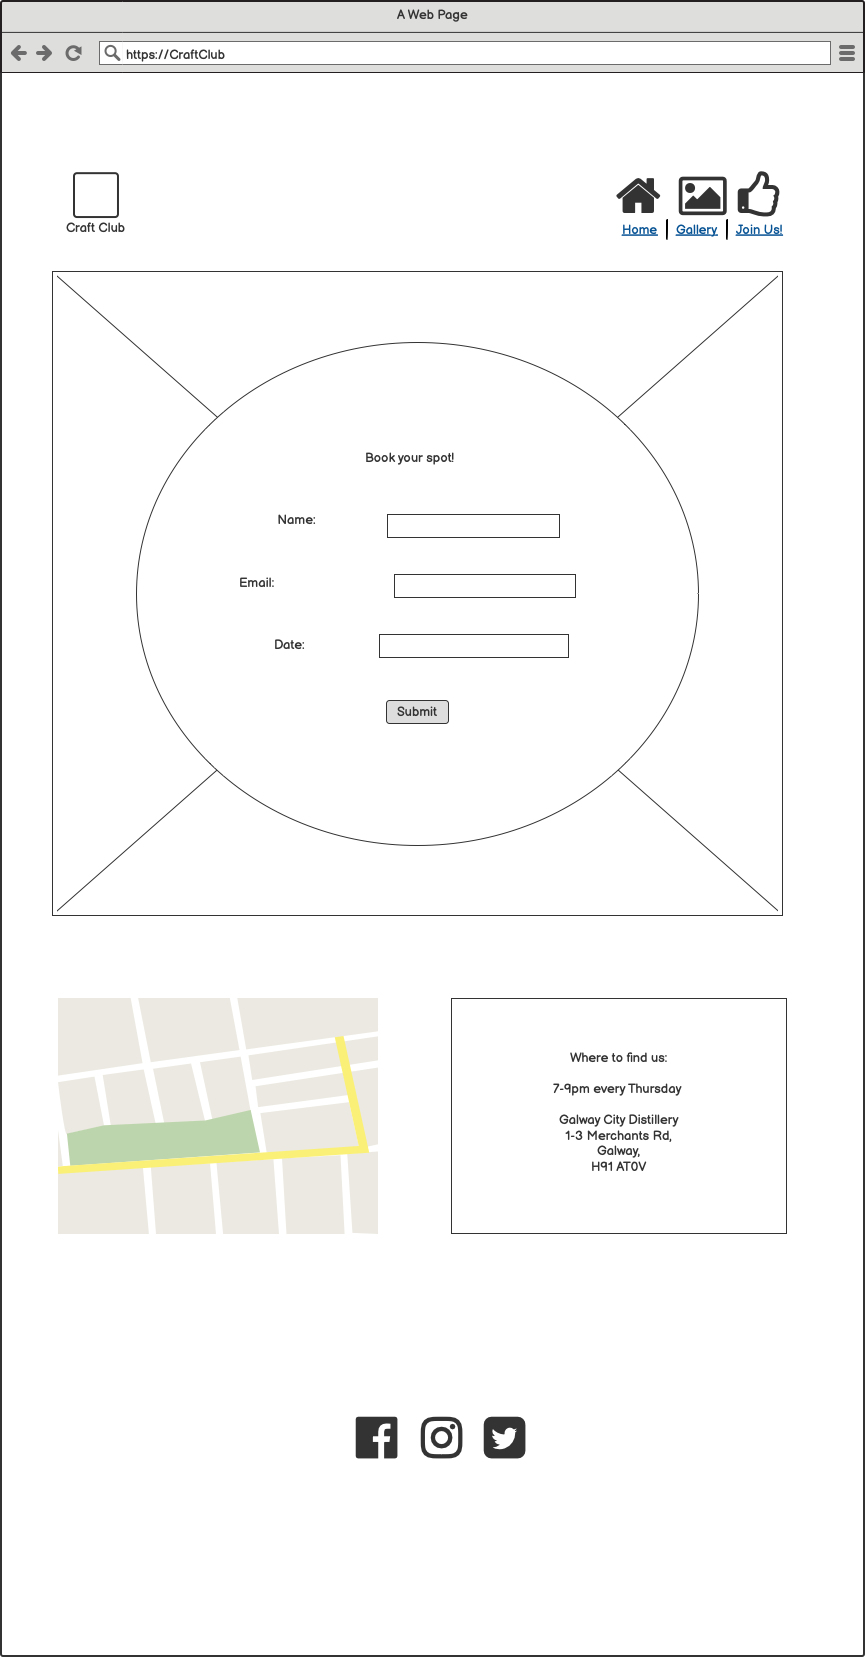 A Web Page
https://CraftClub
Craft Club
Home
Gallery
Join Us!
Book your spot!
Name:
Email:
Date:
Submit
Where to find us:
7-9pm every Thursday
Galway City Distillery
1-3 Merchants Rd,
Galway,
H91 AT0V